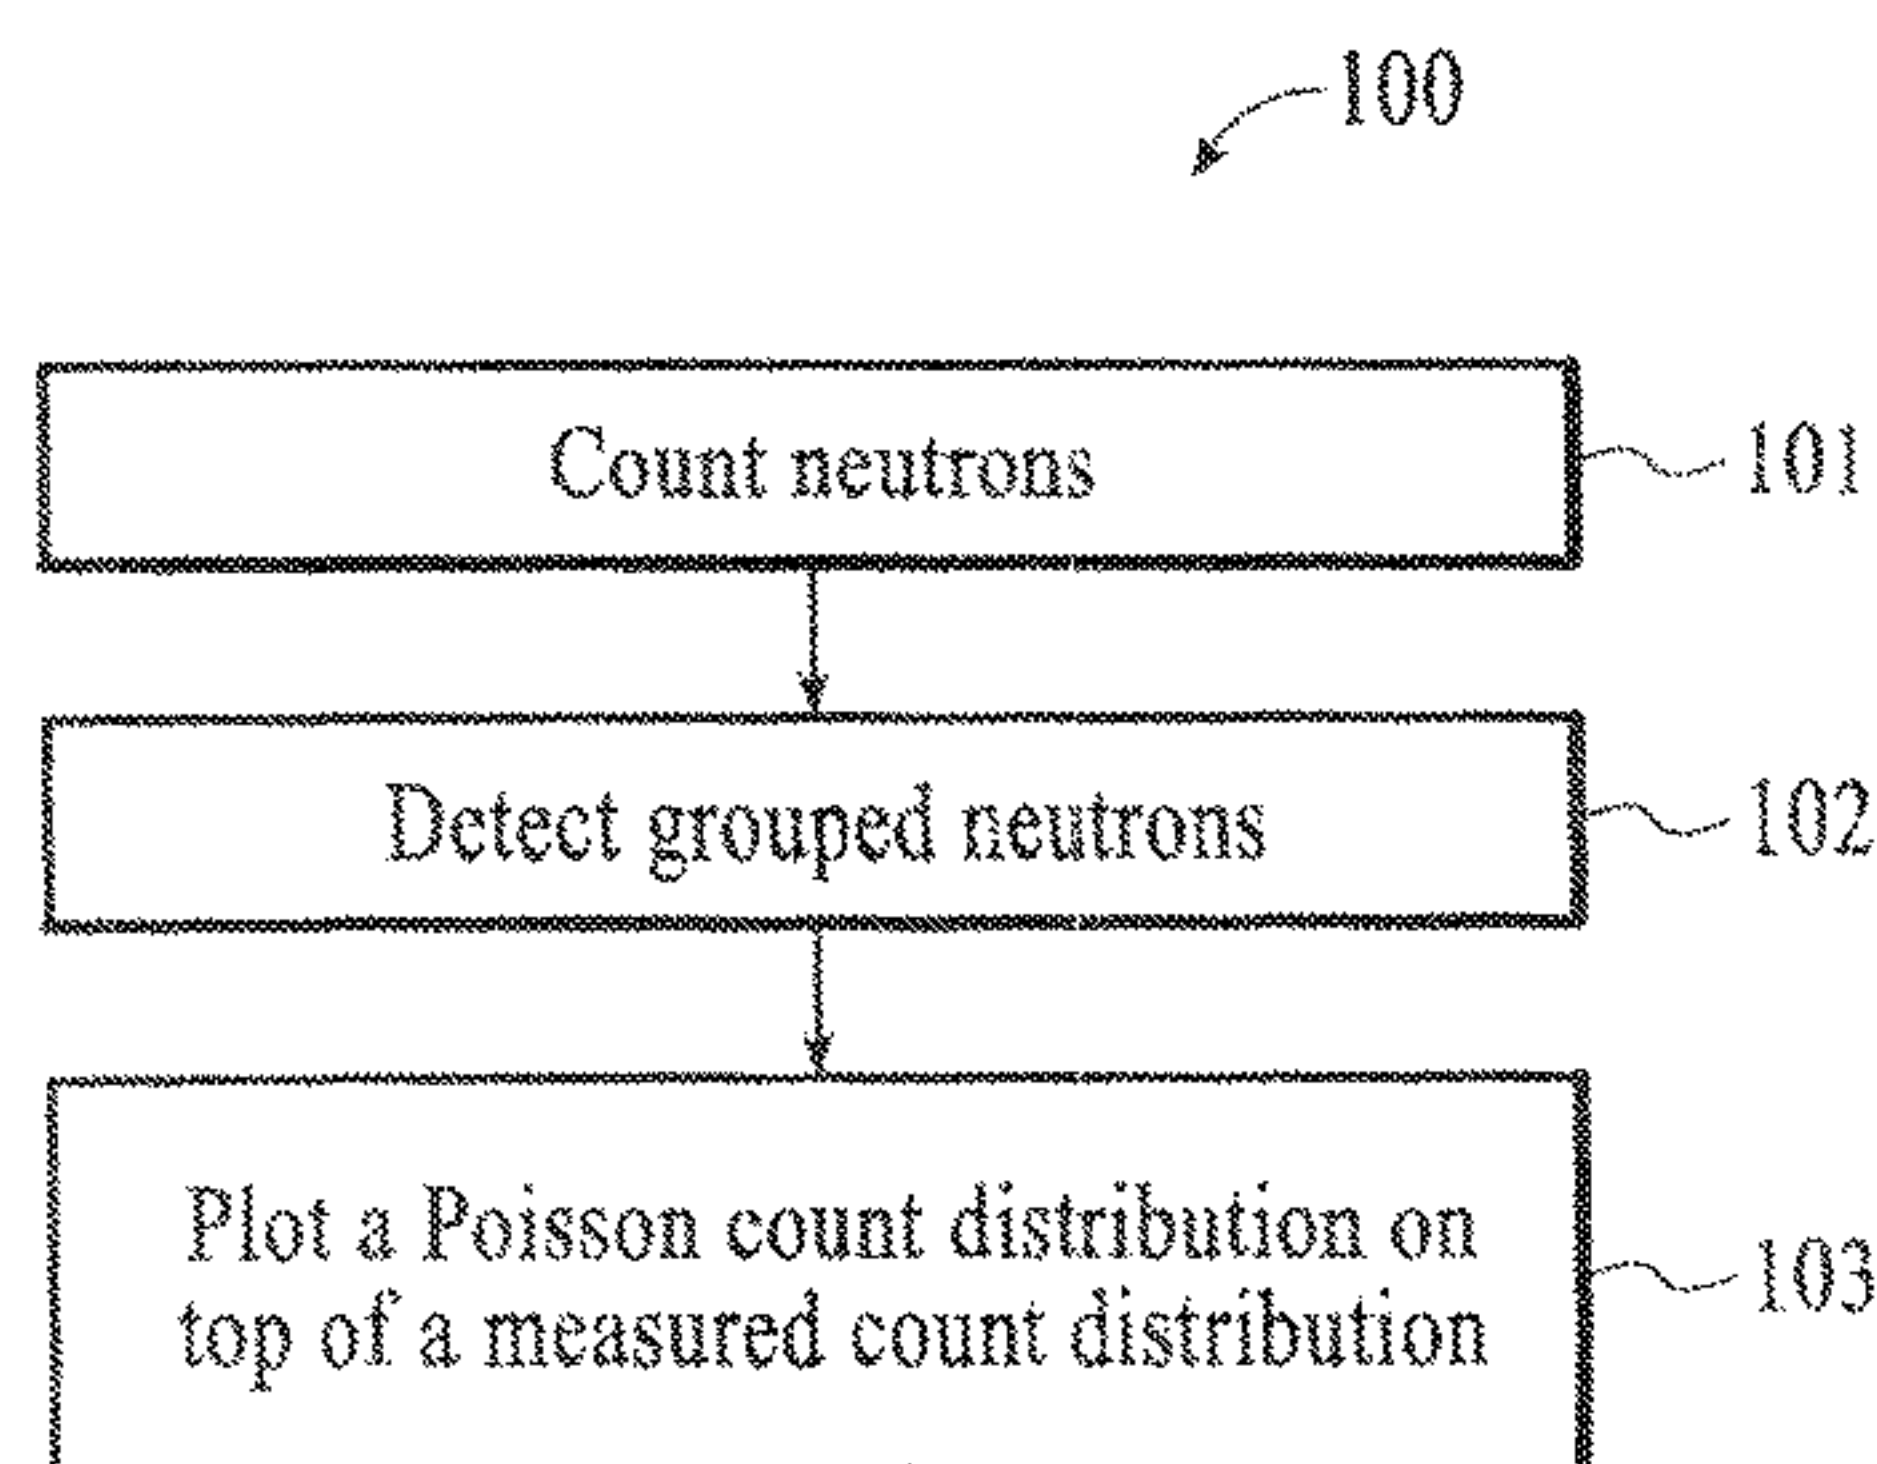 100
Count neutrons
101
Detect grouped neutrons
102
Plot a Poisson count distribution on
top of a measured count distribution
103